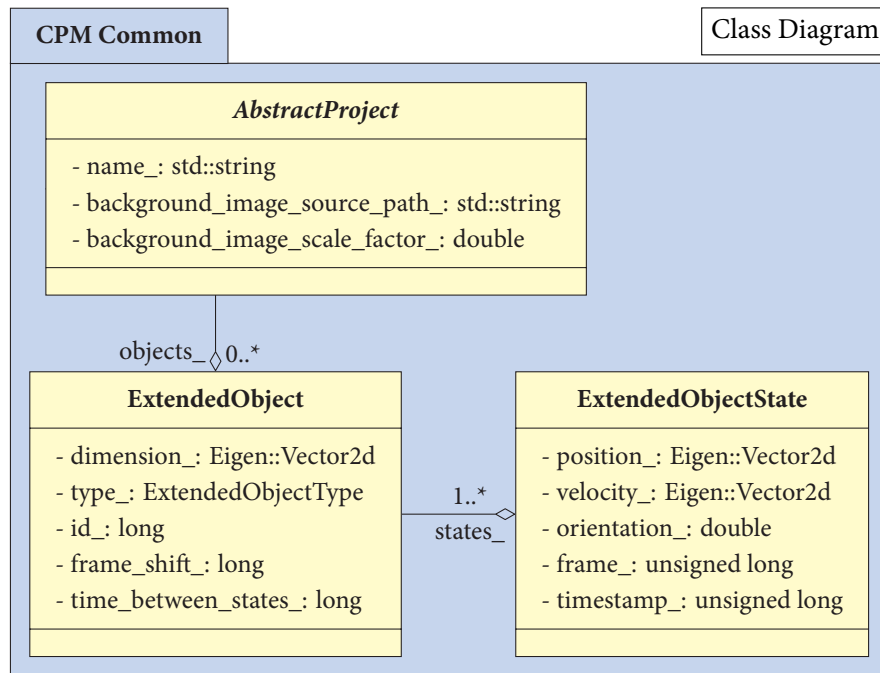 CPM Common
Class Diagram
AbstractProject
- name_: std::string
- background_image_source_path_: std::string
- background_image_scale_factor_: double
objects_ 0..*
ExtendedObject
- dimension_: Eigen::Vector2d
- type_: ExtendedObjectType
- id_: long
- frame_shift_: long
- time_between_states_: long
1..*
states_
ExtendedObjectState
- position_: Eigen::Vector2d
- velocity_: Eigen::Vector2d
- orientation_: double
- frame_: unsigned long
- timestamp_: unsigned long